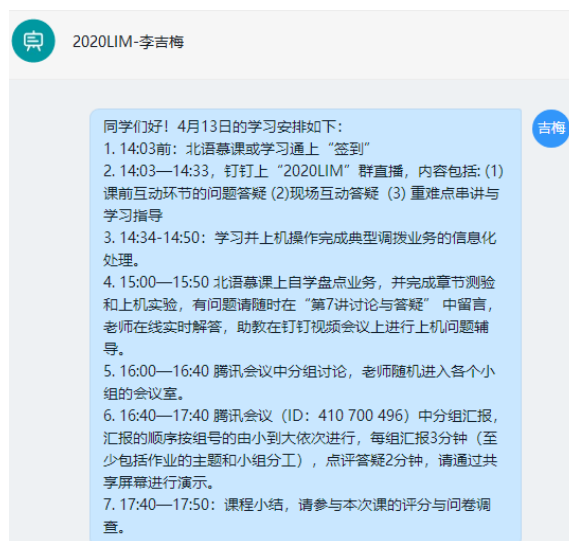 2020LIM-李吉梅
同学们好！4月13日的学习安排如下：
吉梅
1. 14:03前：北语慕课或学习通上“签到”
2. 14:03—14:33，钉钉上“2020LIM”群直播，内容包括: (1)
课前互动环节的问题答疑 (2)现场互动答疑  (3) 重难点串讲与
学习指导
3. 14:34-14:50：学习并上机操作完成典型调拨业务的信息化
处理。
4. 15:00—15:50 北语慕课上自学盘点业务，并完成章节测验
和上机实验，有问题请随时在“第7讲讨论与答疑” 中留言，
老师在线实时解答，助教在钉钉视频会议上进行上机问题辅
导。
5. 16:00—16:40 腾讯会议中分组讨论，老师随机进入各个小
组的会议室。
6. 16:40—17:40 腾讯会议（ID：410 700 496）中分组汇报，
汇报的顺序按组号的由小到大依次进行，每组汇报3分钟（至
少包括作业的主题和小组分工），点评答疑2分钟，请通过共
享屏幕进行演示。
7. 17:40—17:50：课程小结，请参与本次课的评分与问卷调
查。